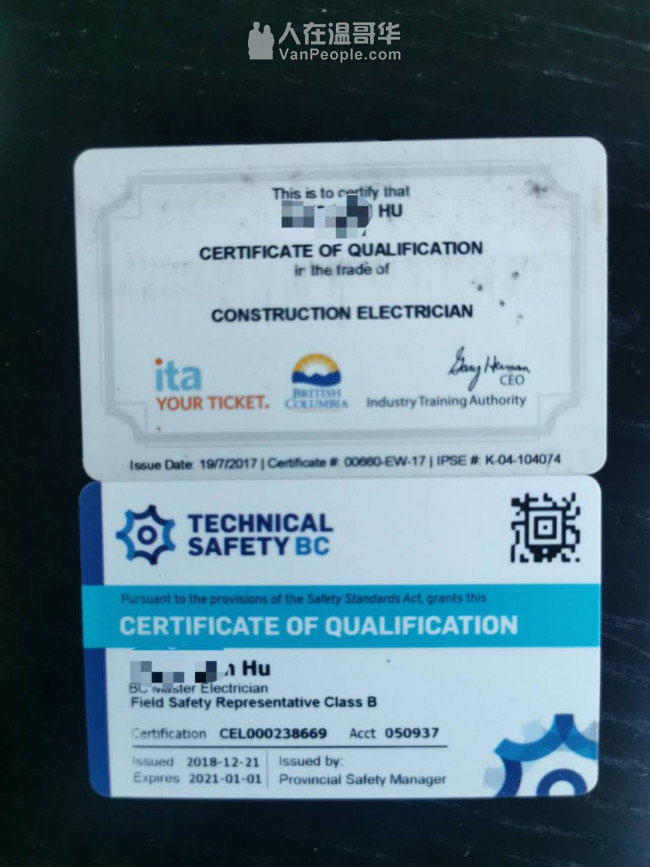 人在温哥华
VanPeople.com
This is to certify that
HU
CERTIFICATE OF QUALIFICATION
in the trade of
CONSTRUCTION ELECTRICIAN
ita
YOUR TICKET.
BRITISH
COLUMBIA
Gary Herman
CEO
Industry Training Authority
Issue Date: 19/7/2017 | Certificate #: 00660-EW-17 | IPSE #: K-04-104074
TECHNICAL
SAFETY BC
Pursuant to the provisions of the Safety Standards Act, grants this
CERTIFICATE OF QUALIFICATION
n Hu
BC Master Electrician
Field Safety Representative Class B
Certification CEL000238669 Acct 050937
Issued 2018-12-21 Issued by:
Expires 2021-01-01 Provincial Safety Manager